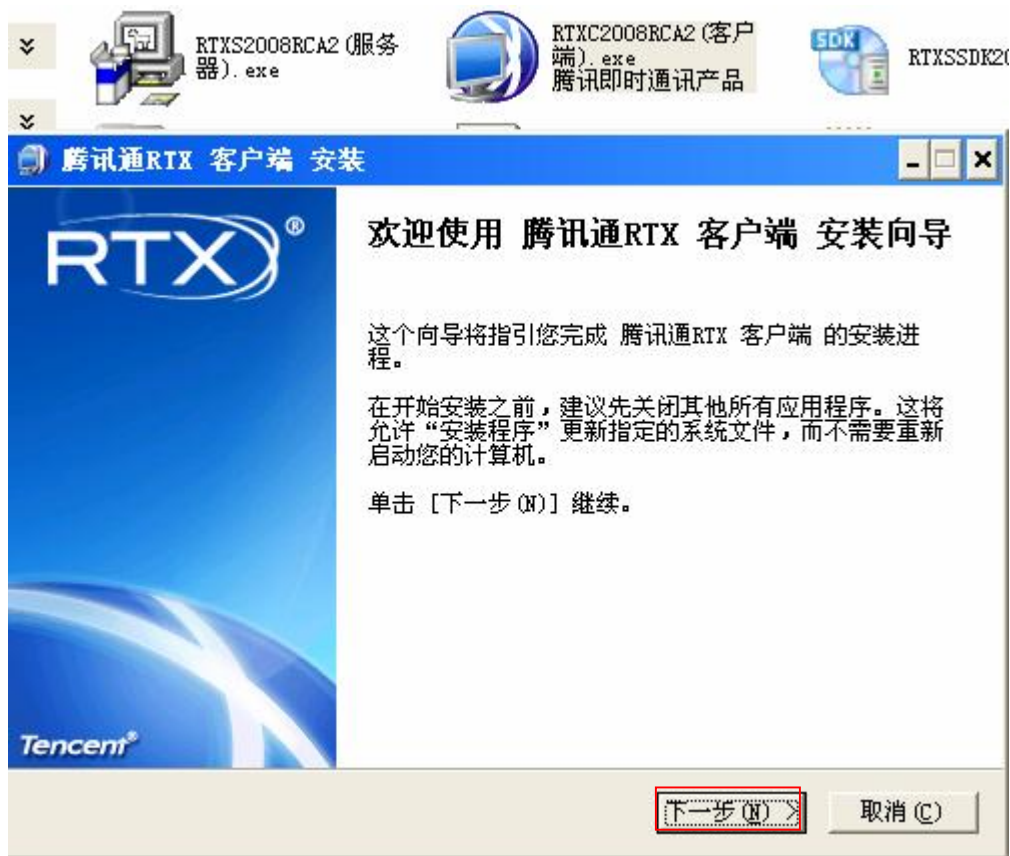 RTXS2008RCA2(服务
器).exe
RTXC2008RCA2(客户
端).exe
腾讯即时通讯产品
SDK
RTXSSDK20
腾讯通RTX 客户端 安装
RTX®
欢迎使用 腾讯通RTX 客户端 安装向导
这个向导将指引您完成 腾讯通RTX 客户端 的安装进
程。
在开始安装之前，建议先关闭其他所有应用程序。这将
允许“安装程序”更新指定的系统文件，而不需要重新
启动您的计算机。
单击 [下一步(N)] 继续。
Tencent®
下一步(N) >
取消(C)